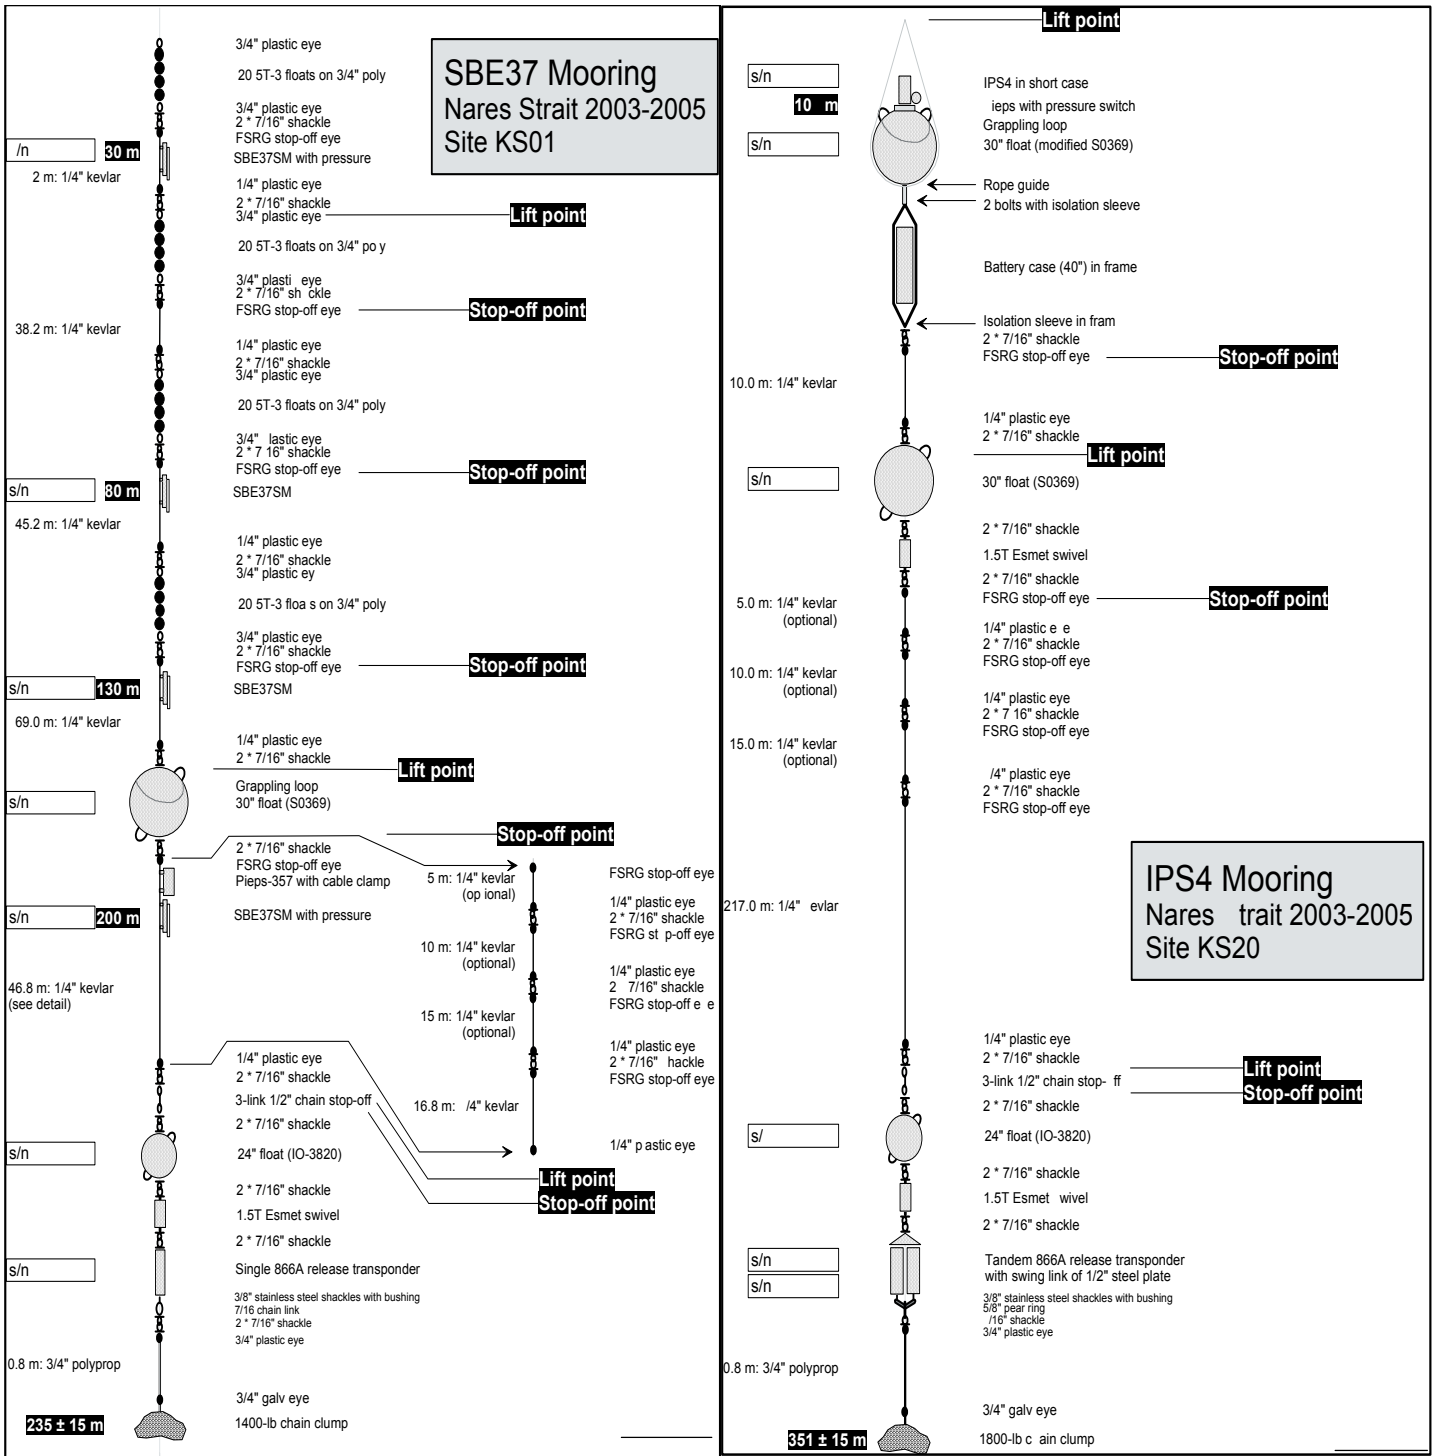 3/4" plastic eye
20 5T-3 floats on 3/4" poly
3/4" plastic eye
2 * 7/16" shackle
FSRG stop-off eye
/n
30 m
SBE37SM with pressure
2 m: 1/4" kevlar
1/4" plastic eye
2 * 7/16" shackle
3/4" plastic eye
Lift point
20 5T-3 floats on 3/4" po y
3/4" plasti eye
2 * 7/16" sh ckle
FSRG stop-off eye
Stop-off point
38.2 m: 1/4" kevlar
1/4" plastic eye
2 * 7/16" shackle
3/4" plastic eye
20 5T-3 floats on 3/4" poly
3/4" lastic eye
2 * 7 16" shackle
FSRG stop-off eye
Stop-off point
s/n
80 m
SBE37SM
45.2 m: 1/4" kevlar
1/4" plastic eye
2 * 7/16" shackle
3/4" plastic ey
20 5T-3 floa s on 3/4" poly
3/4" plastic eye
2 * 7/16" shackle
FSRG stop-off eye
Stop-off point
s/n
130 m
SBE37SM
69.0 m: 1/4" kevlar
1/4" plastic eye
2 * 7/16" shackle
Lift point
Grappling loop
30" float (S0369)
s/n
Stop-off point
2 * 7/16" shackle
FSRG stop-off eye
Pieps-357 with cable clamp
s/n
200 m
SBE37SM with pressure
46.8 m: 1/4" kevlar
(see detail)
1/4" plastic eye
2 * 7/16" shackle
3-link 1/2" chain stop-off
2 * 7/16" shackle
s/n
24" float (IO-3820)
Lift point
Stop-off point
2 * 7/16" shackle
1.5T Esmet swivel
2 * 7/16" shackle
s/n
Single 866A release transponder
3/8" stainless steel shackles with bushing
7/16 chain link
2 * 7/16" shackle
3/4" plastic eye
0.8 m: 3/4" polyprop
3/4" galv eye
235 ± 15 m
1400-lb chain clump
SBE37 Mooring
Nares Strait 2003-2005
Site KS01
FSRG stop-off eye
5 m: 1/4" kevlar
(op ional)
1/4" plastic eye
2 * 7/16" shackle
FSRG st p-off eye
10 m: 1/4" kevlar
(optional)
1/4" plastic eye
2 7/16" shackle
FSRG stop-off e e
15 m: 1/4" kevlar
(optional)
1/4" plastic eye
2 * 7/16" hackle
FSRG stop-off eye
16.8 m: /4" kevlar
1/4" p astic eye
Lift point
s/n
10 m
IPS4 in short case
ieps with pressure switch
Grappling loop
30" float (modified S0369)
s/n
Rope guide
2 bolts with isolation sleeve
Battery case (40") in frame
Isolation sleeve in fram
2 * 7/16" shackle
FSRG stop-off eye
Stop-off point
10.0 m: 1/4" kevlar
1/4" plastic eye
2 * 7/16" shackle
Lift point
s/n
30" float (S0369)
2 * 7/16" shackle
1.5T Esmet swivel
2 * 7/16" shackle
FSRG stop-off eye
Stop-off point
5.0 m: 1/4" kevlar
(optional)
1/4" plastic e e
2 * 7/16" shackle
FSRG stop-off eye
10.0 m: 1/4" kevlar
(optional)
1/4" plastic eye
2 * 7 16" shackle
FSRG stop-off eye
15.0 m: 1/4" kevlar
(optional)
/4" plastic eye
2 * 7/16" shackle
FSRG stop-off eye
IPS4 Mooring
Nares trait 2003-2005
Site KS20
217.0 m: 1/4" evlar
1/4" plastic eye
2 * 7/16" shackle
Lift point
3-link 1/2" chain stop- ff
Stop-off point
2 * 7/16" shackle
s/
24" float (IO-3820)
2 * 7/16" shackle
1.5T Esmet wivel
2 * 7/16" shackle
s/n
s/n
Tandem 866A release transponder
with swing link of 1/2" steel plate
3/8" stainless steel shackles with bushing
5/8" pear ring
/16" shackle
3/4" plastic eye
0.8 m: 3/4" polyprop
3/4" galv eye
351 ± 15 m
1800-lb c ain clump